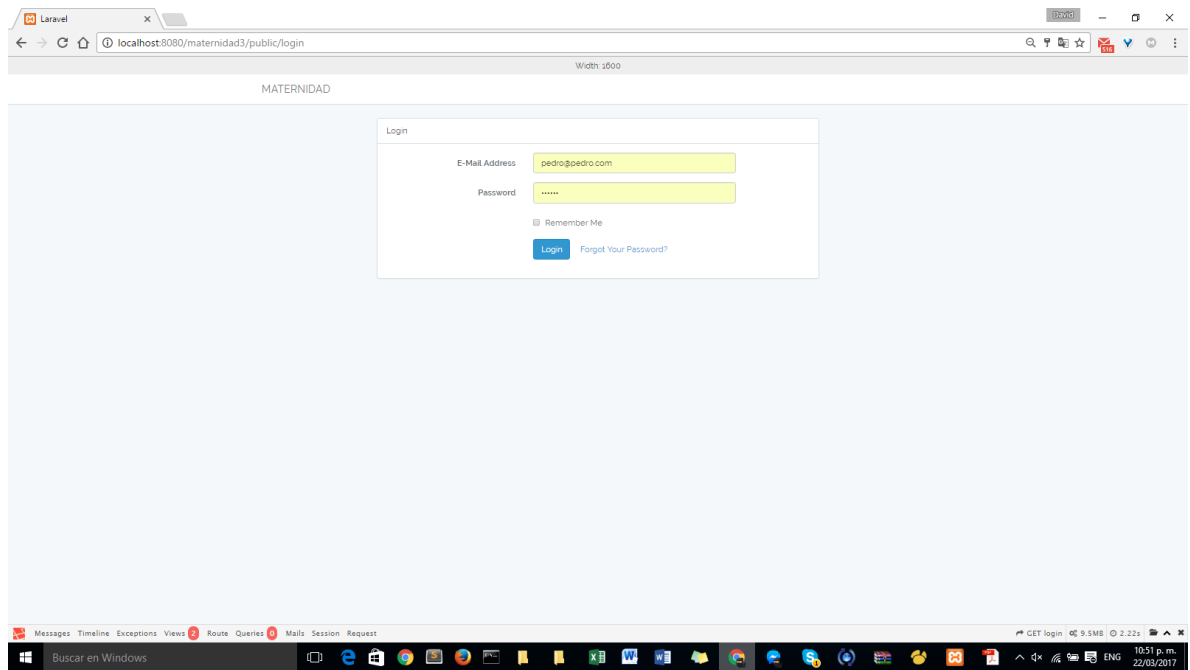 Laravel
David
localhost:8080/maternidad3/public/login
516
Width: 1600
MATERNIDAD
Login
E-Mail Address pedro@pedro.com
Password ••••••
Remember Me
Login Forgot Your Password?
Messages Timeline Exceptions Views 2 Route Queries 0 Mails Session Request GET login 9.5MB 2.22s
Buscar en Windows ENG 10:51 p. m.
22/03/2017